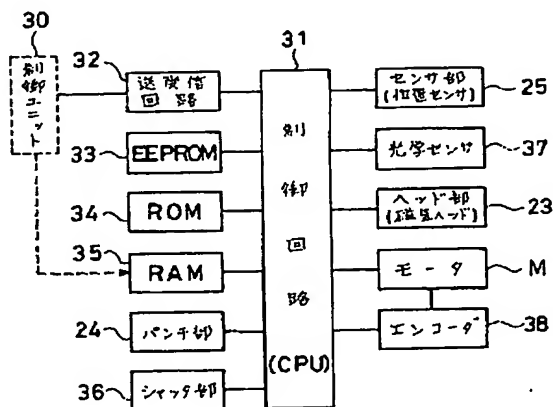 30
制御ユニット
32
送受信
回路
33
EEPROM
34
ROM
35
RAM
24
パンチ部
36
シャッタ部
31
制御回路
(CPU)
センサ部
(位置センサ)
25
光学センサ
37
ヘッド部
(磁気ヘッド)
23
モータ
M
エンコーダ
38